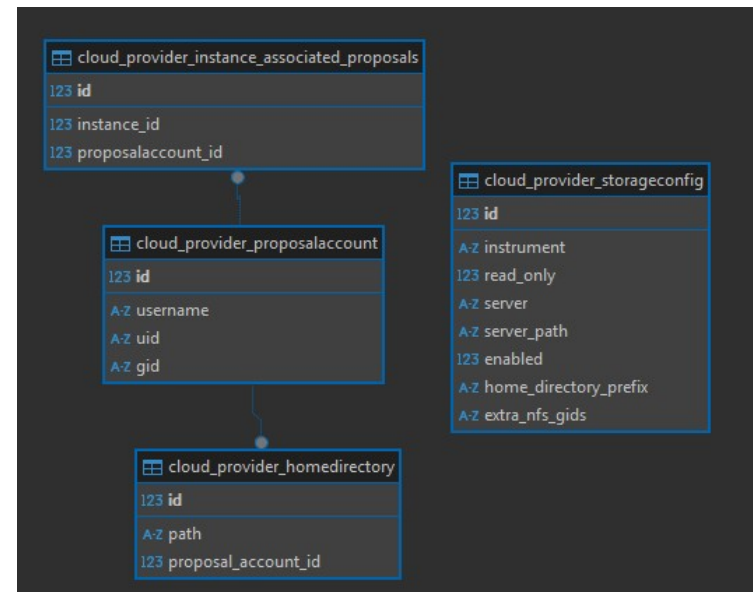 cloud_provider_instance_associated_proposals
123 id
123 instance_id
123 proposalaccount_id
cloud_provider_proposalaccount
123 id
A-Z username
A-Z uid
A-Z gid
cloud_provider_homedirectory
123 id
A-Z path
123 proposal_account_id
cloud_provider_storageconfig
123 id
A-Z instrument
123 read_only
A-Z server
A-Z server_path
123 enabled
A-Z home_directory_prefix
A-Z extra_nfs_gids